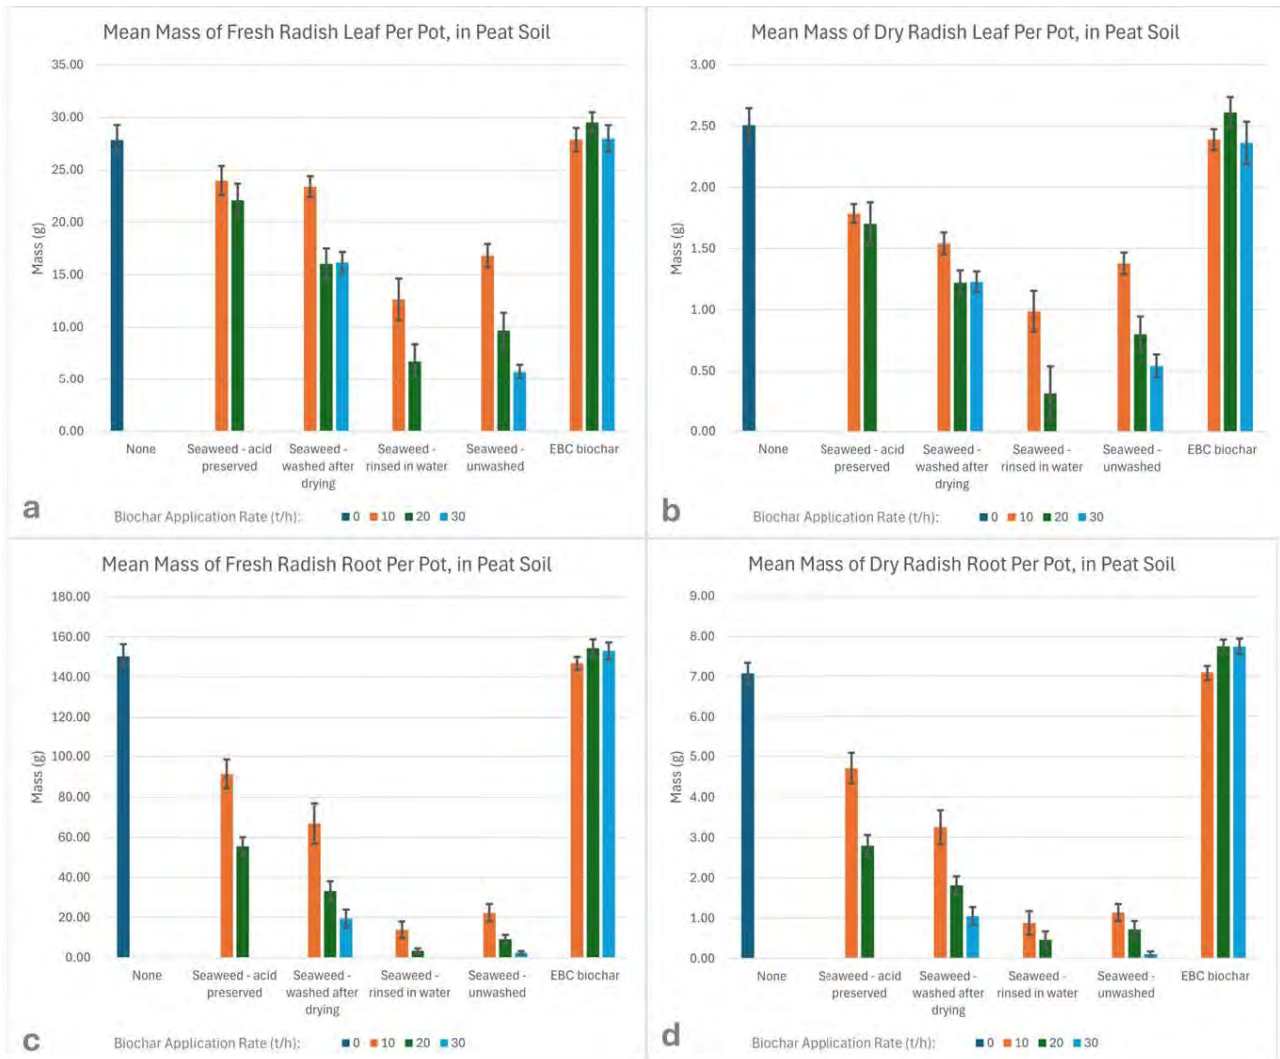 Mean Mass of Fresh Radish Leaf Per Pot, in Peat Soil
35.00
30.00
25.00
20.00
15.00
10.00
5.00
0.00
Mass (g)
None
Seaweed - acid
preserved
Seaweed -
washed after
drying
Seaweed -
rinsed in water
Seaweed -
unwashed
EBC biochar
a
Biochar Application Rate (t/h): 0 10 20 30
Mean Mass of Dry Radish Leaf Per Pot, in Peat Soil
3.00
2.50
2.00
1.50
1.00
0.50
0.00
Mass (g)
None
Seaweed - acid
preserved
Seaweed -
washed after
drying
Seaweed -
rinsed in water
Seaweed -
unwashed
EBC biochar
b
Biochar Application Rate (t/h): 0 10 20 30
Mean Mass of Fresh Radish Root Per Pot, in Peat Soil
180.00
160.00
140.00
120.00
100.00
80.00
60.00
40.00
20.00
0.00
Mass (g)
None
Seaweed - acid
preserved
Seaweed -
washed after
drying
Seaweed -
rinsed in water
Seaweed -
unwashed
EBC biochar
c
Biochar Application Rate (t/h): 0 10 20 30
Mean Mass of Dry Radish Root Per Pot, in Peat Soil
9.00
8.00
7.00
6.00
5.00
4.00
3.00
2.00
1.00
0.00
Mass (g)
None
Seaweed - acid
preserved
Seaweed -
washed after
drying
Seaweed -
rinsed in water
Seaweed -
unwashed
EBC biochar
d
Biochar Application Rate (t/h): 0 10 20 30